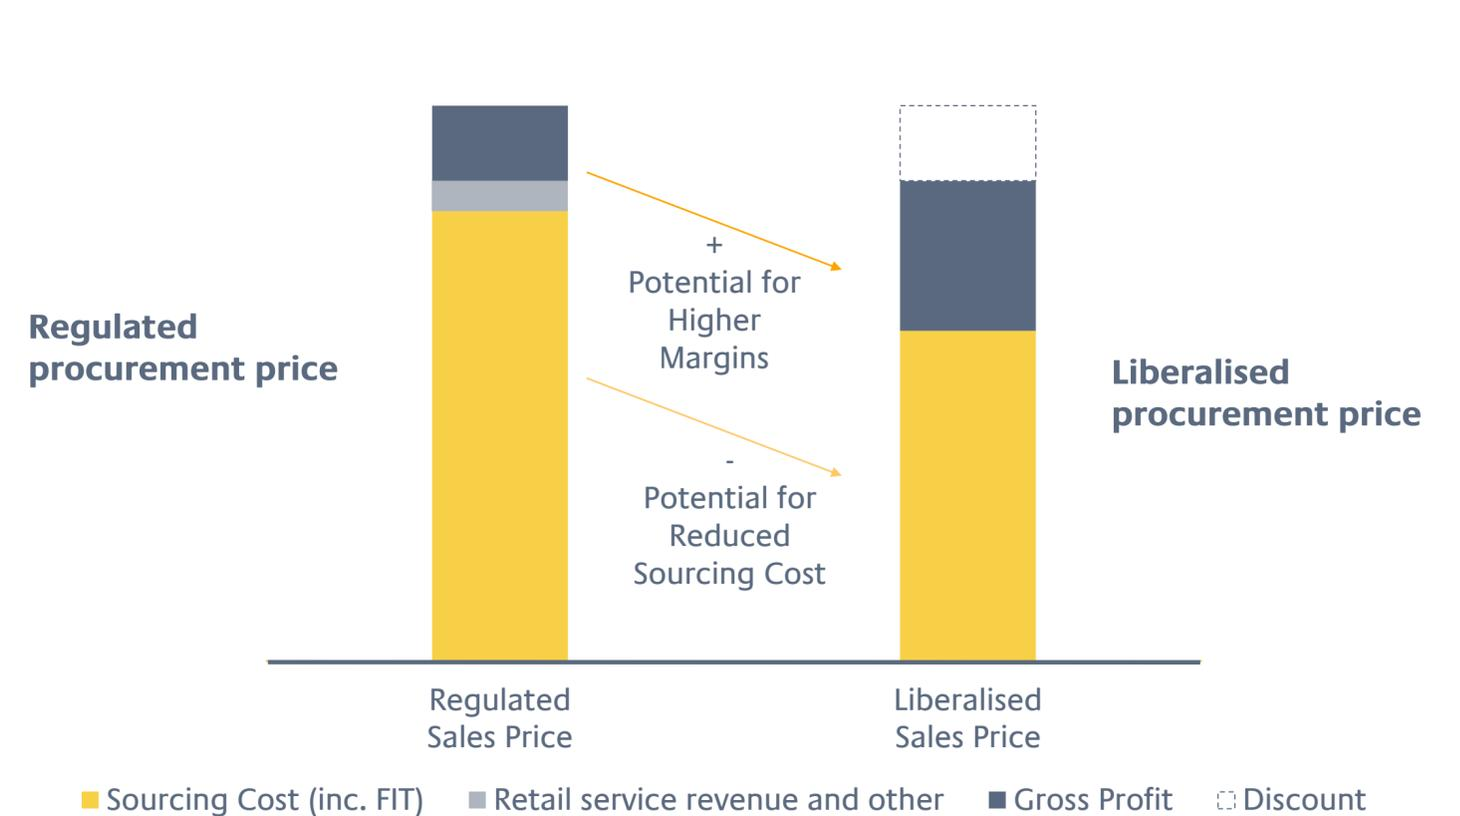 Regulated
procurement price
+
Potential for
Higher
Margins
-
Potential for
Reduced
Sourcing Cost
Liberalised
procurement price
Regulated
Sales Price
Liberalised
Sales Price
Sourcing Cost (inc. FIT)
Retail service revenue and other
Gross Profit
Discount